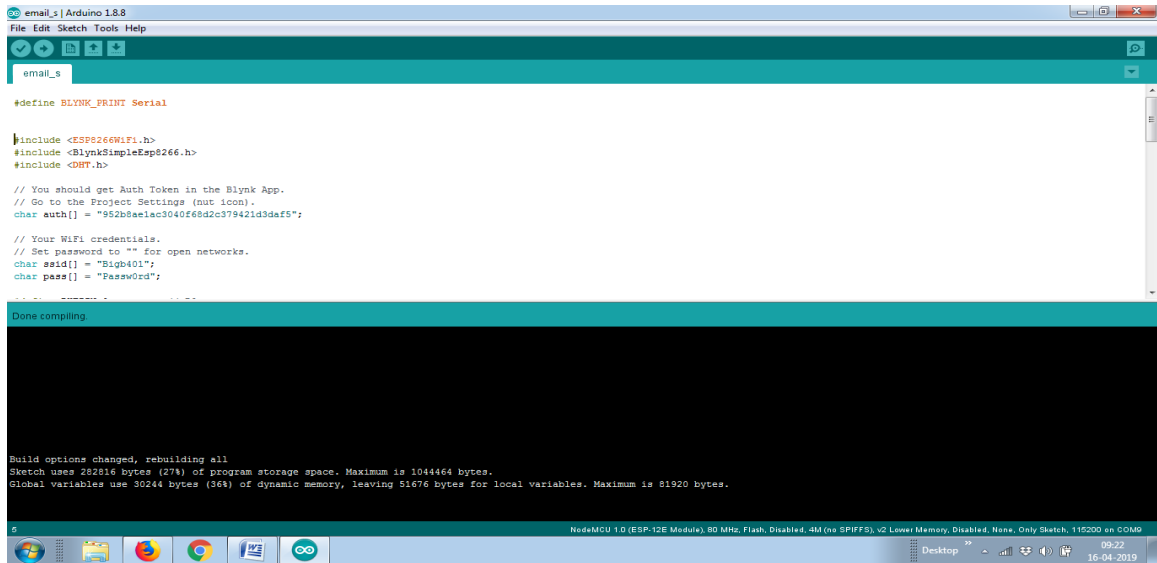 email_s | Arduino 1.8.8
File Edit Sketch Tools Help
email_s
#define BLYNK_PRINT Serial
#include <ESP8266WiFi.h>
#include <BlynkSimpleEsp8266.h>
#include <DHT.h>
// You should get Auth Token in the Blynk App.
// Go to the Project Settings (nut icon).
char auth[] = "952b8ae1ac3040f68d2c379421d3daf5";
// Your WiFi credentials.
// Set password to "" for open networks.
char ssid[] = "Bigb401";
char pass[] = "Passw0rd";
Done compiling.
Build options changed, rebuilding all
Sketch uses 282816 bytes (27%) of program storage space. Maximum is 1044464 bytes.
Global variables use 30244 bytes (36%) of dynamic memory, leaving 51676 bytes for local variables. Maximum is 81920 bytes.
5 NodeMCU 1.0 (ESP-12E Module), 80 MHz, Flash, Disabled, 4M (no SPIFFS), v2 Lower Memory, Disabled, None, Only Sketch, 115200 on COM9
Desktop 09:22
16-04-2019